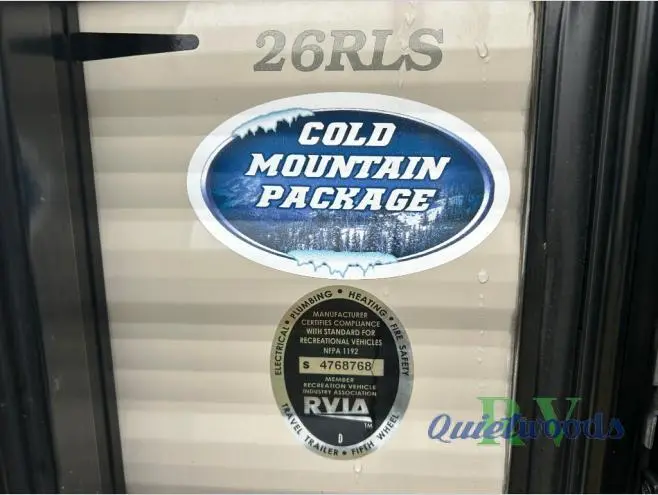 26RLS
COLD
MOUNTAIN
PACKAGE
ELECTRICAL • PLUMBING • HEATING • FIRE SAFETY
MANUFACTURER
CERTIFIES COMPLIANCE
WITH STANDARD FOR
RECREATIONAL VEHICLES
NFPA 1192
S 4768768
MEMBER
RECREATION VEHICLE
INDUSTRY ASSOCIATION
RVIA
TM
D
TRAVEL TRAILER • FIFTH WHEEL
RV
Quietwoods